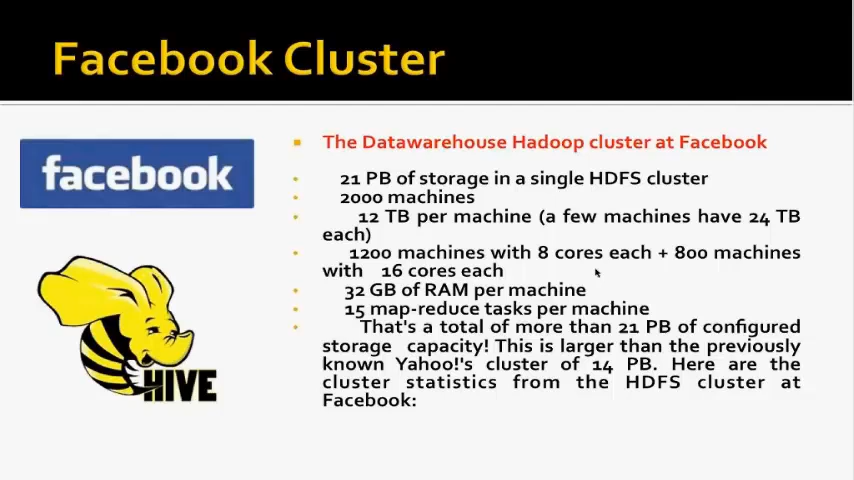 Facebook Cluster
facebook
HIVE
The Datawarehouse Hadoop cluster at Facebook
21 PB of storage in a single HDFS cluster
2000 machines
12 TB per machine (a few machines have 24 TB
each)
1200 machines with 8 cores each + 800 machines
with 16 cores each
32 GB of RAM per machine
15 map-reduce tasks per machine
That's a total of more than 21 PB of configured
storage capacity! This is larger than the previously
known Yahoo!'s cluster of 14 PB. Here are the
cluster statistics from the HDFS cluster at
Facebook: